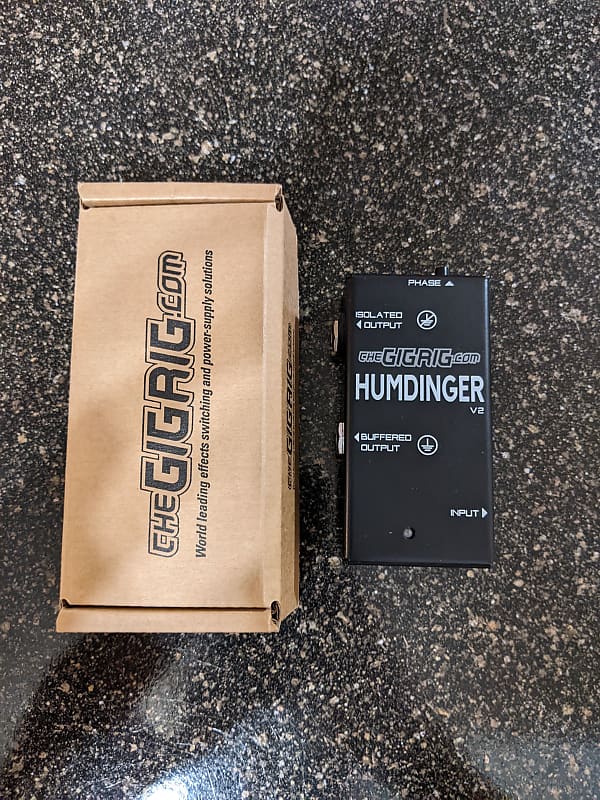 theGIGRIG.com
World leading effects switching and power-supply solutions
theGIGRIG.com
PHASE
ISOLATED
OUTPUT
theGIGRIG.com
HUMDINGER
V2
BUFFERED
OUTPUT
INPUT